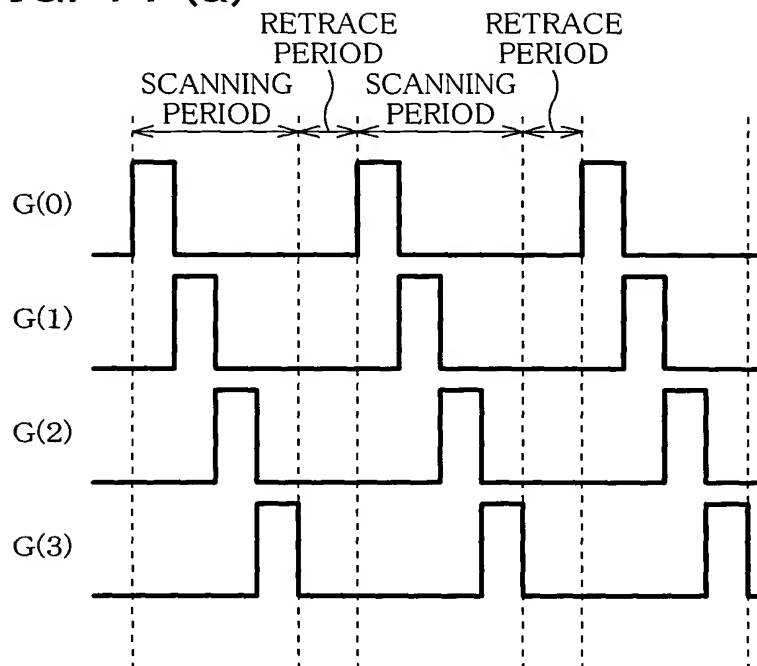 RETRACE
PERIOD
RETRACE
PERIOD
SCANNING
PERIOD
SCANNING
PERIOD
G(0)
G(1)
G(2)
G(3)